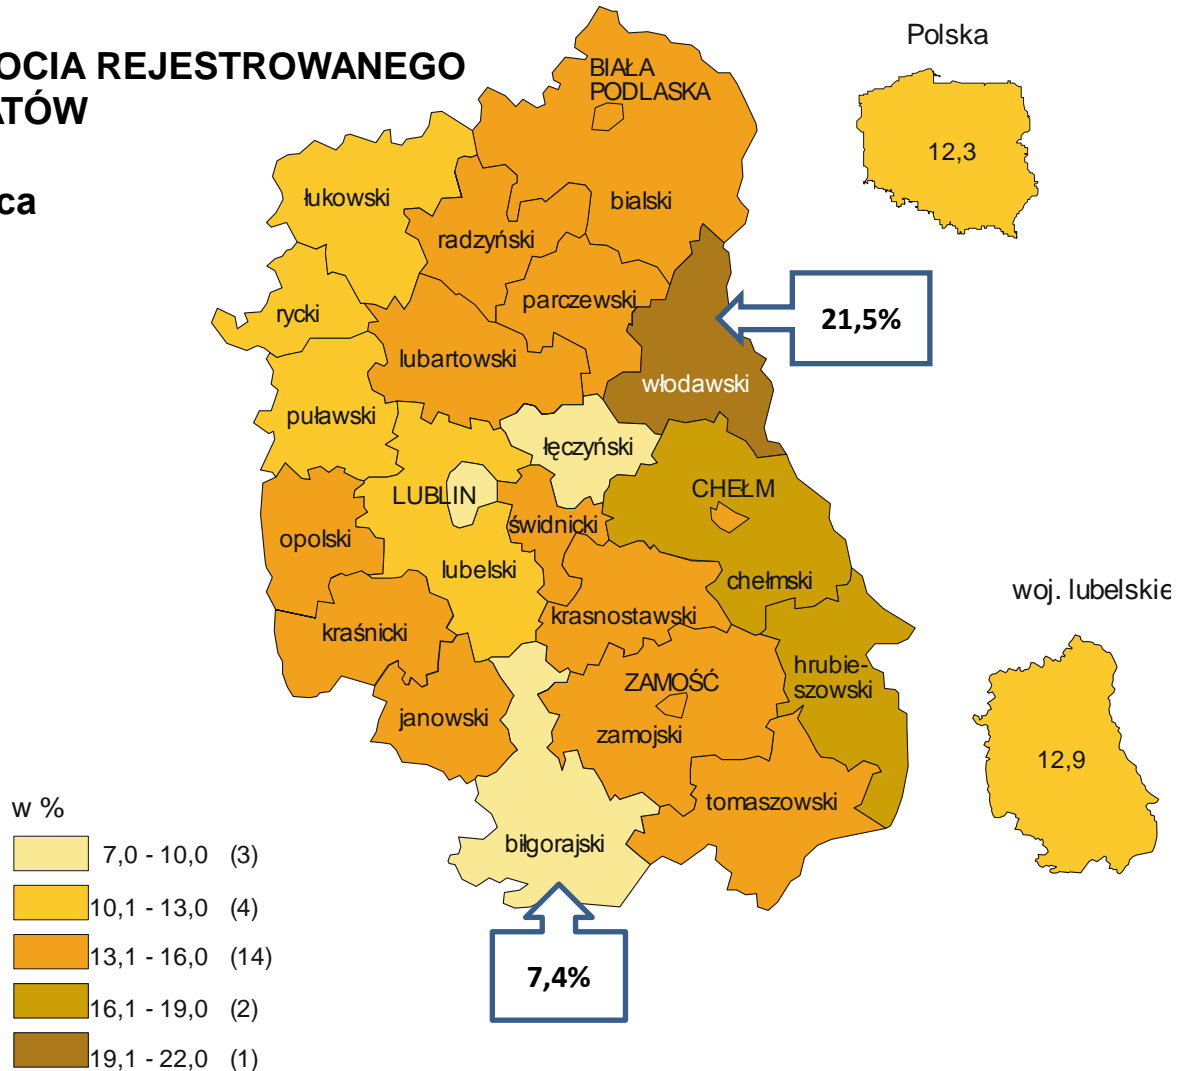 OCIA REJESTROWANEGO
ATÓW
ca
Polska
12,3
BIAŁA
PODLASKA
łukowski
bialski
radzyński
rycki
parczewski
21,5%
lubartowski
włodawski
puławski
łęczyński
LUBLIN
CHEŁM
świdnicki
opolski
lubelski
chełmski
woj. lubelskie
kraśnicki
krasnostawski
hrubie-
szowski
ZAMOŚĆ
janowski
zamojski
12,9
tomaszowski
biłgorajski
7,4%
w %
7,0 - 10,0 (3)
10,1 - 13,0 (4)
13,1 - 16,0 (14)
16,1 - 19,0 (2)
19,1 - 22,0 (1)